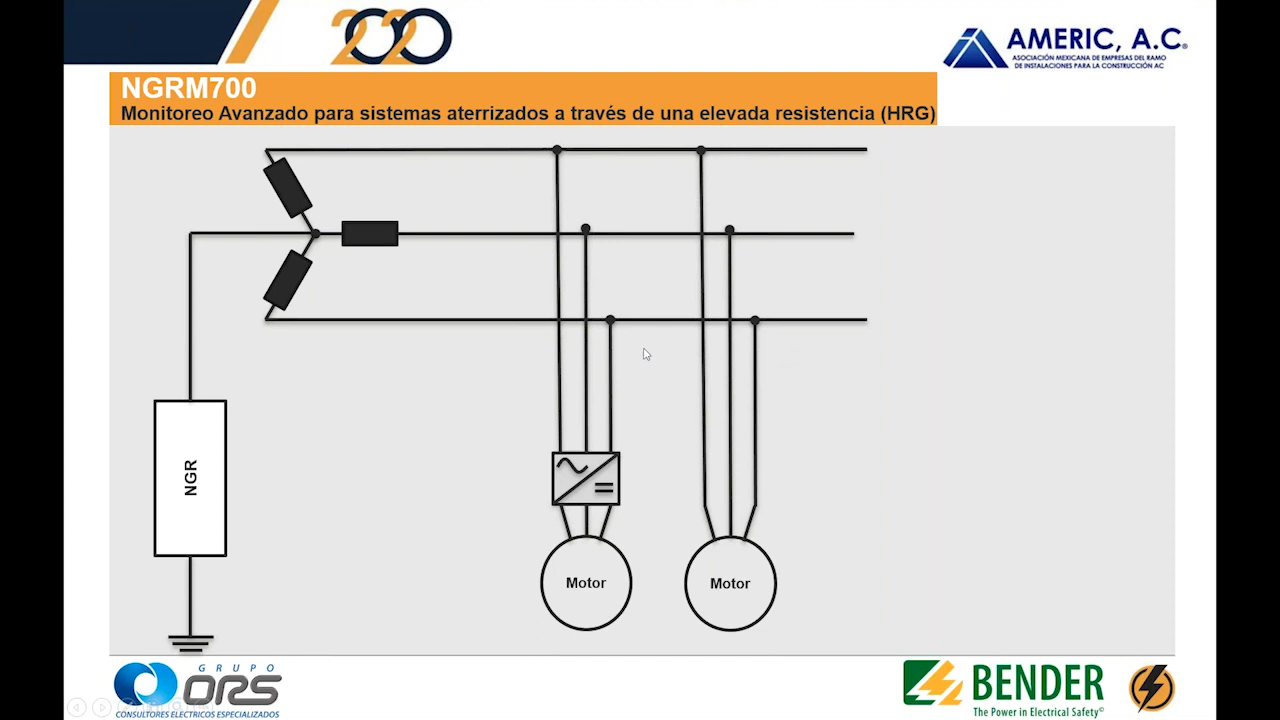 2020
AMERIC, A.C.
ASOCIACIÓN MEXICANA DE EMPRESAS DEL RAMO
DE INSTALACIONES PARA LA CONSTRUCCIÓN AC
NGRM700
Monitoreo Avanzado para sistemas aterrizados a través de una elevada resistencia (HRG)
NGR
Motor
Motor
GRUPO
ORS
CONSULTORES ELECTRICOS ESPECIALIZADOS
BENDER
The Power in Electrical Safety©